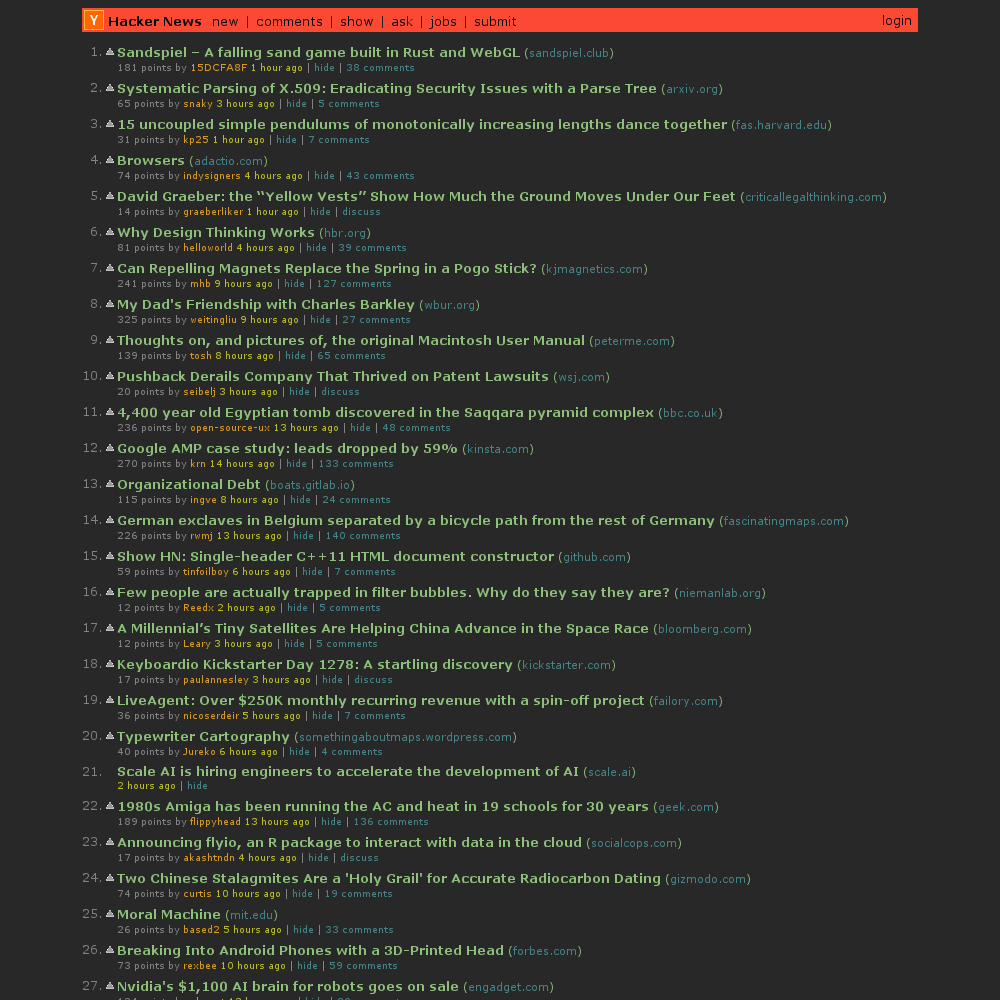 Y Hacker News new | comments | show | ask | jobs | submit login
1. Sandspiel – A falling sand game built in Rust and WebGL (sandspiel.club)
181 points by 15DCFA8F 1 hour ago | hide | 38 comments
2. Systematic Parsing of X.509: Eradicating Security Issues with a Parse Tree (arxiv.org)
65 points by snaky 3 hours ago | hide | 5 comments
3. 15 uncoupled simple pendulums of monotonically increasing lengths dance together (fas.harvard.edu)
31 points by kp25 1 hour ago | hide | 7 comments
4. Browsers (adactio.com)
74 points by indysigners 4 hours ago | hide | 43 comments
5. David Graeber: the “Yellow Vests” Show How Much the Ground Moves Under Our Feet (criticallegalthinking.com)
14 points by graeberliker 1 hour ago | hide | discuss
6. Why Design Thinking Works (hbr.org)
81 points by helloworld 4 hours ago | hide | 39 comments
7. Can Repelling Magnets Replace the Spring in a Pogo Stick? (kjmagnetics.com)
241 points by mhb 9 hours ago | hide | 127 comments
8. My Dad's Friendship with Charles Barkley (wbur.org)
325 points by weitingliu 9 hours ago | hide | 27 comments
9. Thoughts on, and pictures of, the original Macintosh User Manual (peterme.com)
139 points by tosh 8 hours ago | hide | 65 comments
10. Pushback Derails Company That Thrived on Patent Lawsuits (wsj.com)
20 points by seibelj 3 hours ago | hide | discuss
11. 4,400 year old Egyptian tomb discovered in the Saqqara pyramid complex (bbc.co.uk)
236 points by open-source-ux 13 hours ago | hide | 48 comments
12. Google AMP case study: leads dropped by 59% (kinsta.com)
270 points by krn 14 hours ago | hide | 133 comments
13. Organizational Debt (boats.gitlab.io)
115 points by ingve 8 hours ago | hide | 24 comments
14. German exclaves in Belgium separated by a bicycle path from the rest of Germany (fascinatingmaps.com)
226 points by rwmj 13 hours ago | hide | 140 comments
15. Show HN: Single-header C++11 HTML document constructor (github.com)
59 points by tinfoilboy 6 hours ago | hide | 7 comments
16. Few people are actually trapped in filter bubbles. Why do they say they are? (niemanlab.org)
12 points by Reedx 2 hours ago | hide | 5 comments
17. A Millennial’s Tiny Satellites Are Helping China Advance in the Space Race (bloomberg.com)
12 points by Leary 3 hours ago | hide | 5 comments
18. Keyboardio Kickstarter Day 1278: A startling discovery (kickstarter.com)
17 points by paulannesley 3 hours ago | hide | discuss
19. LiveAgent: Over $250K monthly recurring revenue with a spin-off project (failory.com)
36 points by nicoserdeir 5 hours ago | hide | 7 comments
20. Typewriter Cartography (somethingaboutmaps.wordpress.com)
40 points by Jureko 6 hours ago | hide | 4 comments
21. Scale AI is hiring engineers to accelerate the development of AI (scale.ai)
2 hours ago | hide
22. 1980s Amiga has been running the AC and heat in 19 schools for 30 years (geek.com)
189 points by flippyhead 13 hours ago | hide | 136 comments
23. Announcing flyio, an R package to interact with data in the cloud (socialcops.com)
17 points by akashtndn 4 hours ago | hide | discuss
24. Two Chinese Stalagmites Are a 'Holy Grail' for Accurate Radiocarbon Dating (gizmodo.com)
74 points by curtis 10 hours ago | hide | 19 comments
25. Moral Machine (mit.edu)
26 points by based2 5 hours ago | hide | 33 comments
26. Breaking Into Android Phones with a 3D-Printed Head (forbes.com)
73 points by rexbee 10 hours ago | hide | 59 comments
27. Nvidia's $1,100 AI brain for robots goes on sale (engadget.com)